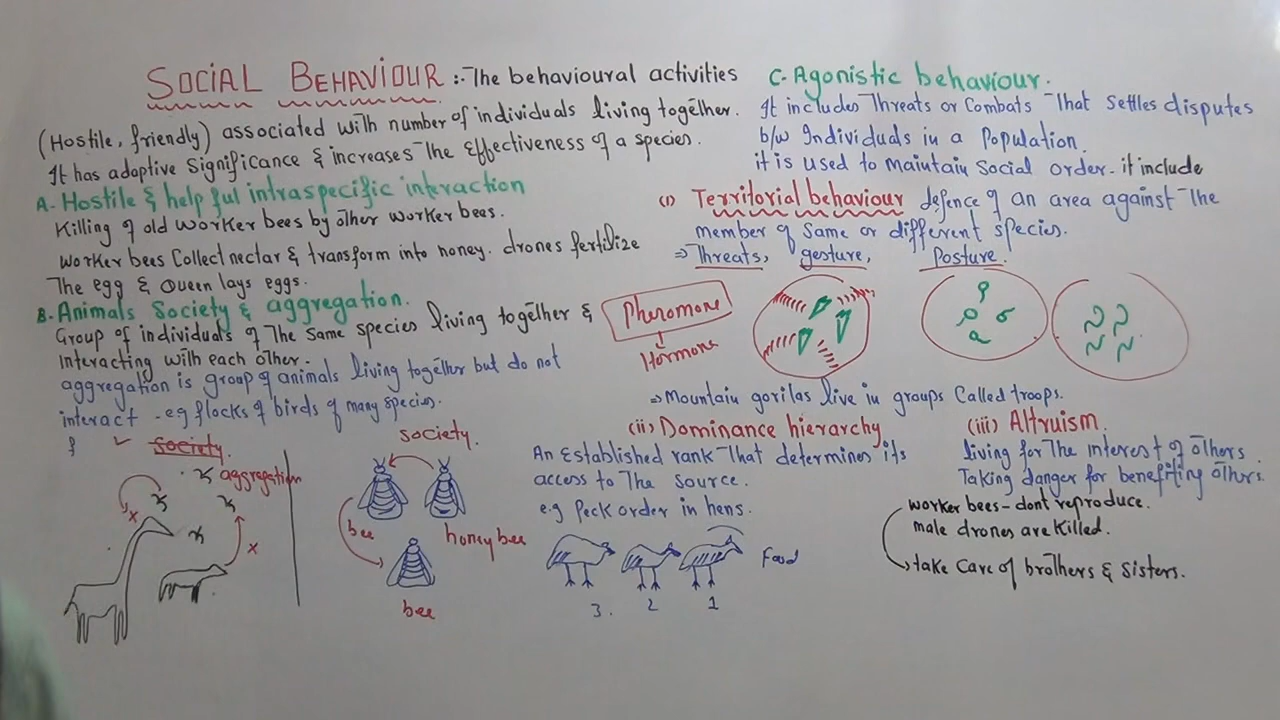 SOCIAL BEHAVIOUR :- The behavioural activities
(Hostile, friendly) associated with number of individuals living together.
It has adaptive significance & increases The effectiveness of a species.
A. Hostile & helpful intraspecific interaction
Killing of old worker bees by other worker bees.
worker bees Collect nectar & transform into honey. drones fertilize
The egg & Queen lays eggs.
B. Animals Society & aggregation.
Group of individuals of The same species living together &
interacting with each other.
aggregation is group of animals living together but do not
interact - eg flocks of birds of many species.
society.
aggregation
x
x
society.
bee
honey bee
bee
C. Agonistic behaviour.
It includes Threats or Combats That settles disputes
b/w Individuals in a Population.
it is used to maintain Social order. it include
(i) Territorial behaviour defence of an area against The
member of same or different species.
⇒ Threats, gesture, Posture.
Pheromone
Hormone
⇒ Mountain gorilas live in groups Called troops.
(ii) Dominance hierarchy
An Established rank That determines its
access to The source.
e.g Peck order in hens.
Food
3. 2 1
(iii) Altruism.
living for The interest of others.
Taking danger for benefiting others.
worker bees - dont reproduce.
male drones are killed.
take care of brothers & sisters.